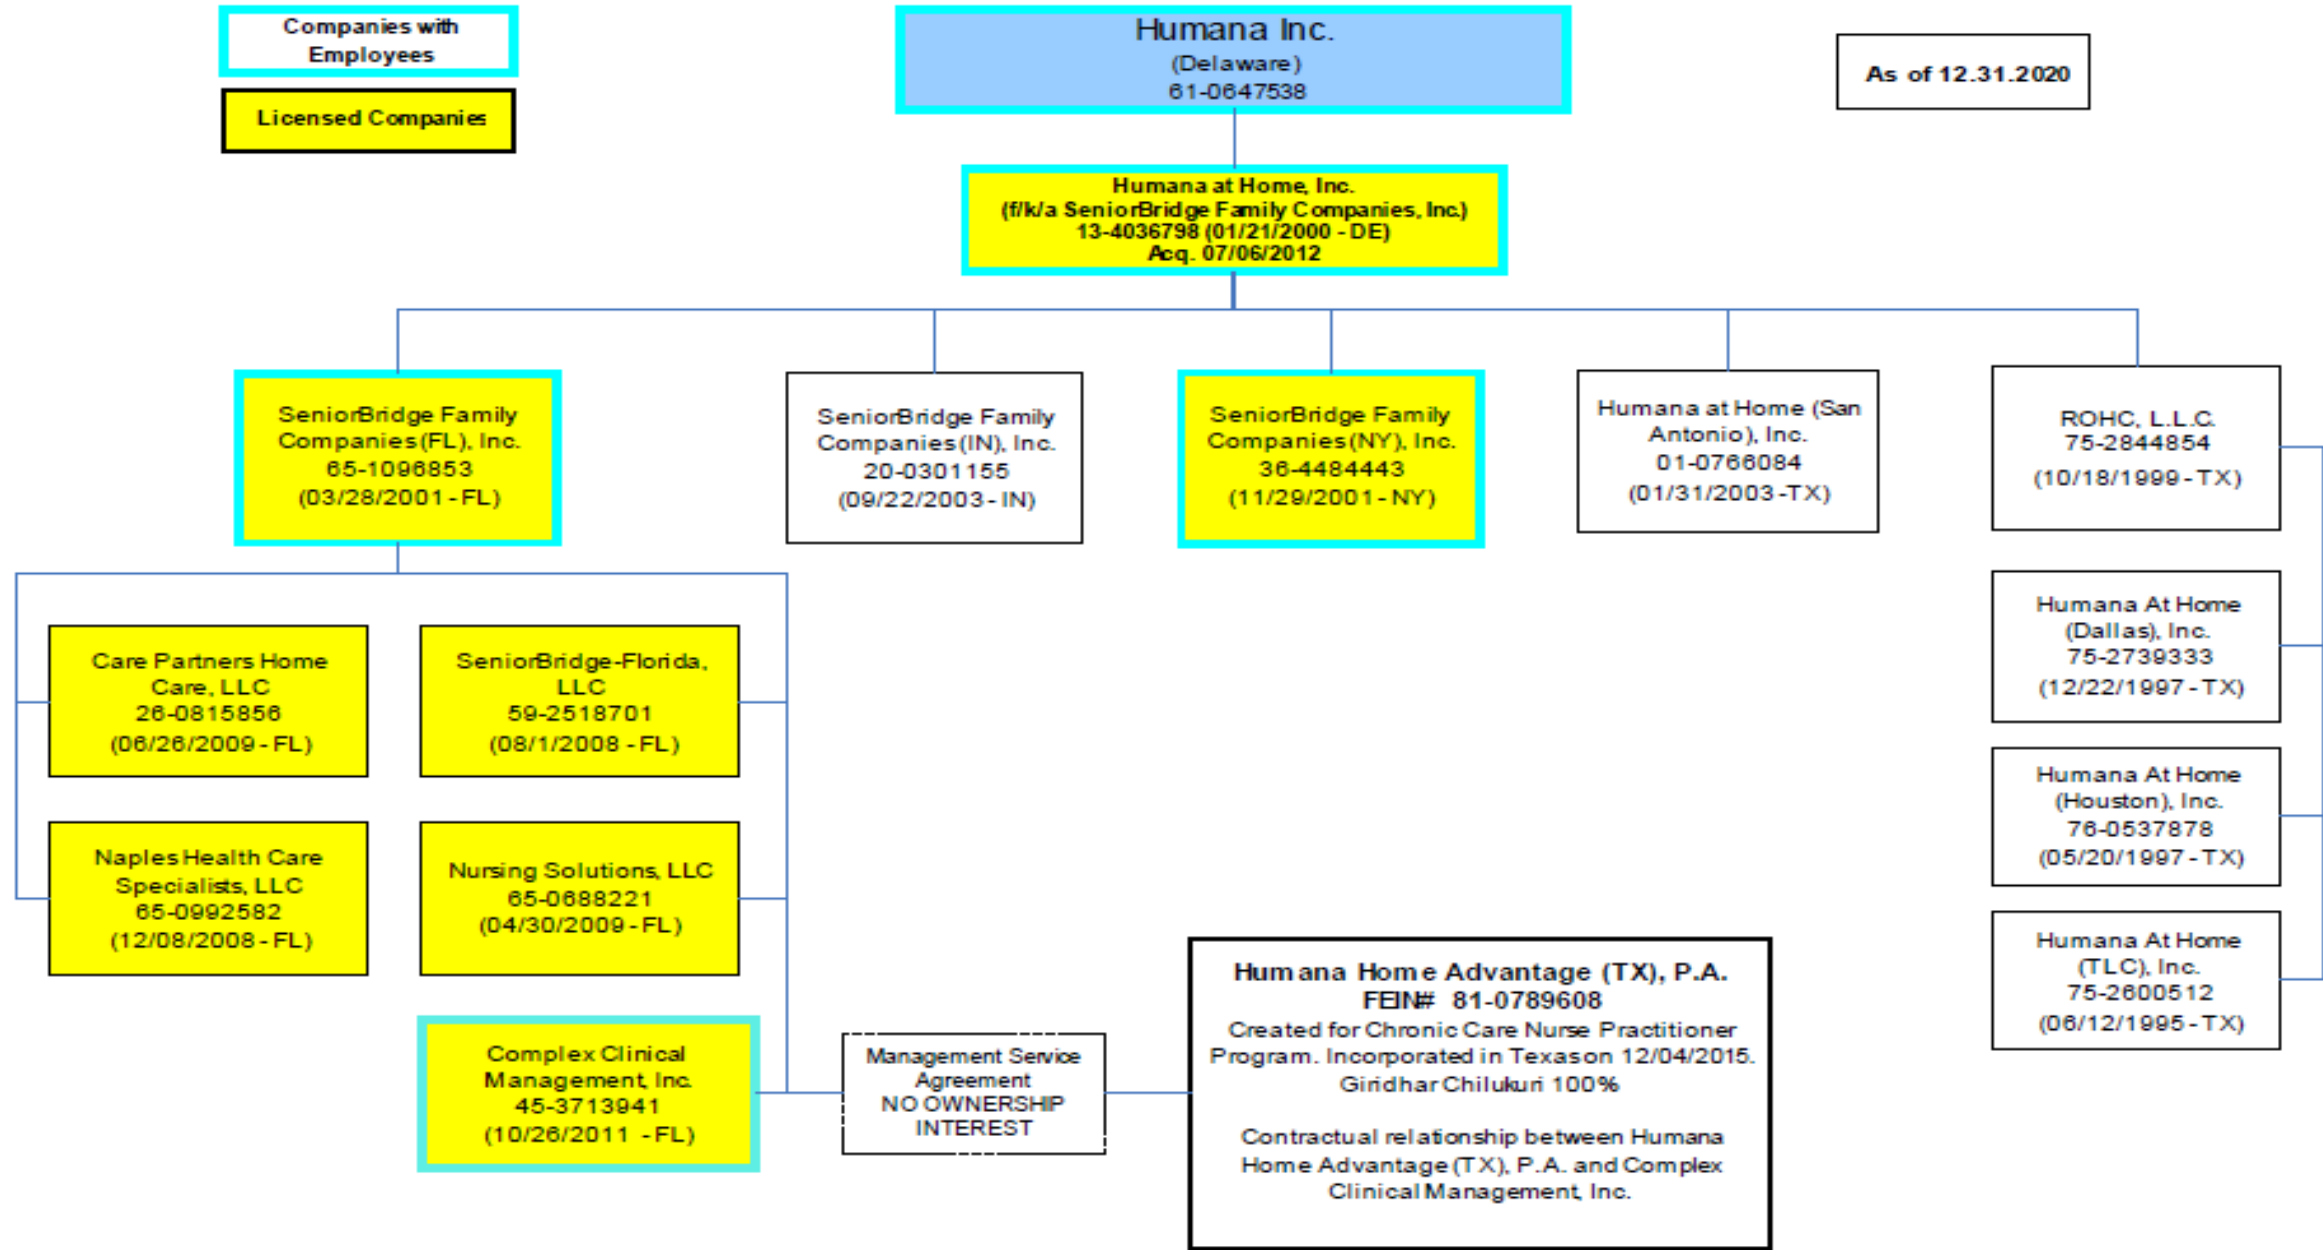 Companies with
Employees
Licensed Companies
Humana Inc.
(Delaware)
61-0647538
As of 12.31.2020
Humana at Home, Inc.
(f/k/a SeniorBridge Family Companies, Inc.)
13-4036798 (01/21/2000 - DE)
Acq. 07/06/2012
SeniorBridge Family
Companies (FL), Inc.
65-1096853
(03/28/2001 - FL)
SeniorBridge Family
Companies (IN), Inc.
20-0301155
(09/22/2003 - IN)
SeniorBridge Family
Companies (NY), Inc.
36-4484443
(11/29/2001 - NY)
Humana at Home (San
Antonio), Inc.
01-0766084
(01/31/2003 -TX)
ROHC, L.L.C.
75-2844854
(10/18/1999 - TX)
Care Partners Home
Care, LLC
26-0815856
(06/26/2009 - FL)
SeniorBridge-Florida,
LLC
59-2518701
(08/1/2008 - FL)
Humana At Home
(Dallas), Inc.
75-2739333
(12/22/1997 - TX)
Naples Health Care
Specialists, LLC
65-0992582
(12/08/2008 - FL)
Nursing Solutions, LLC
65-0688221
(04/30/2009 - FL)
Humana At Home
(Houston), Inc.
76-0537878
(05/20/1997 - TX)
Humana At Home
(TLC), Inc.
75-2600512
(06/12/1995 - TX)
Complex Clinical
Management, Inc.
45-3713941
(10/26/2011 - FL)
Management Service
Agreement
NO OWNERSHIP
INTEREST
Humana Home Advantage (TX), P.A.
FEIN# 81-0789608
Created for Chronic Care Nurse Practitioner
Program. Incorporated in Texas on 12/04/2015.
Giridhar Chilukuri 100%
Contractual relationship between Humana
Home Advantage (TX), P.A. and Complex
Clinical Management, Inc.